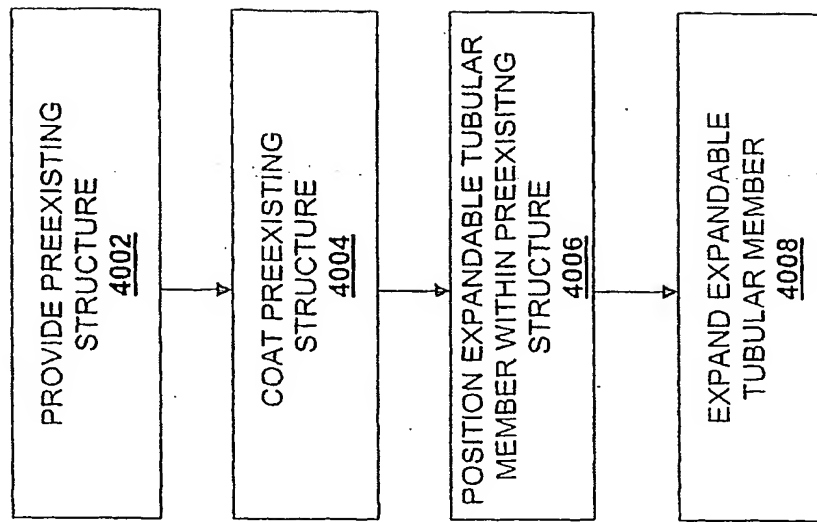 PROVIDE PREEXISTING
STRUCTURE
4002
COAT PREEXISTING
STRUCTURE
4004
POSITION EXPANDABLE TUBULAR
MEMBER WITHIN PREEXISITNG
STRUCTURE
4006
EXPAND EXPANDABLE
TUBULAR MEMBER
4008